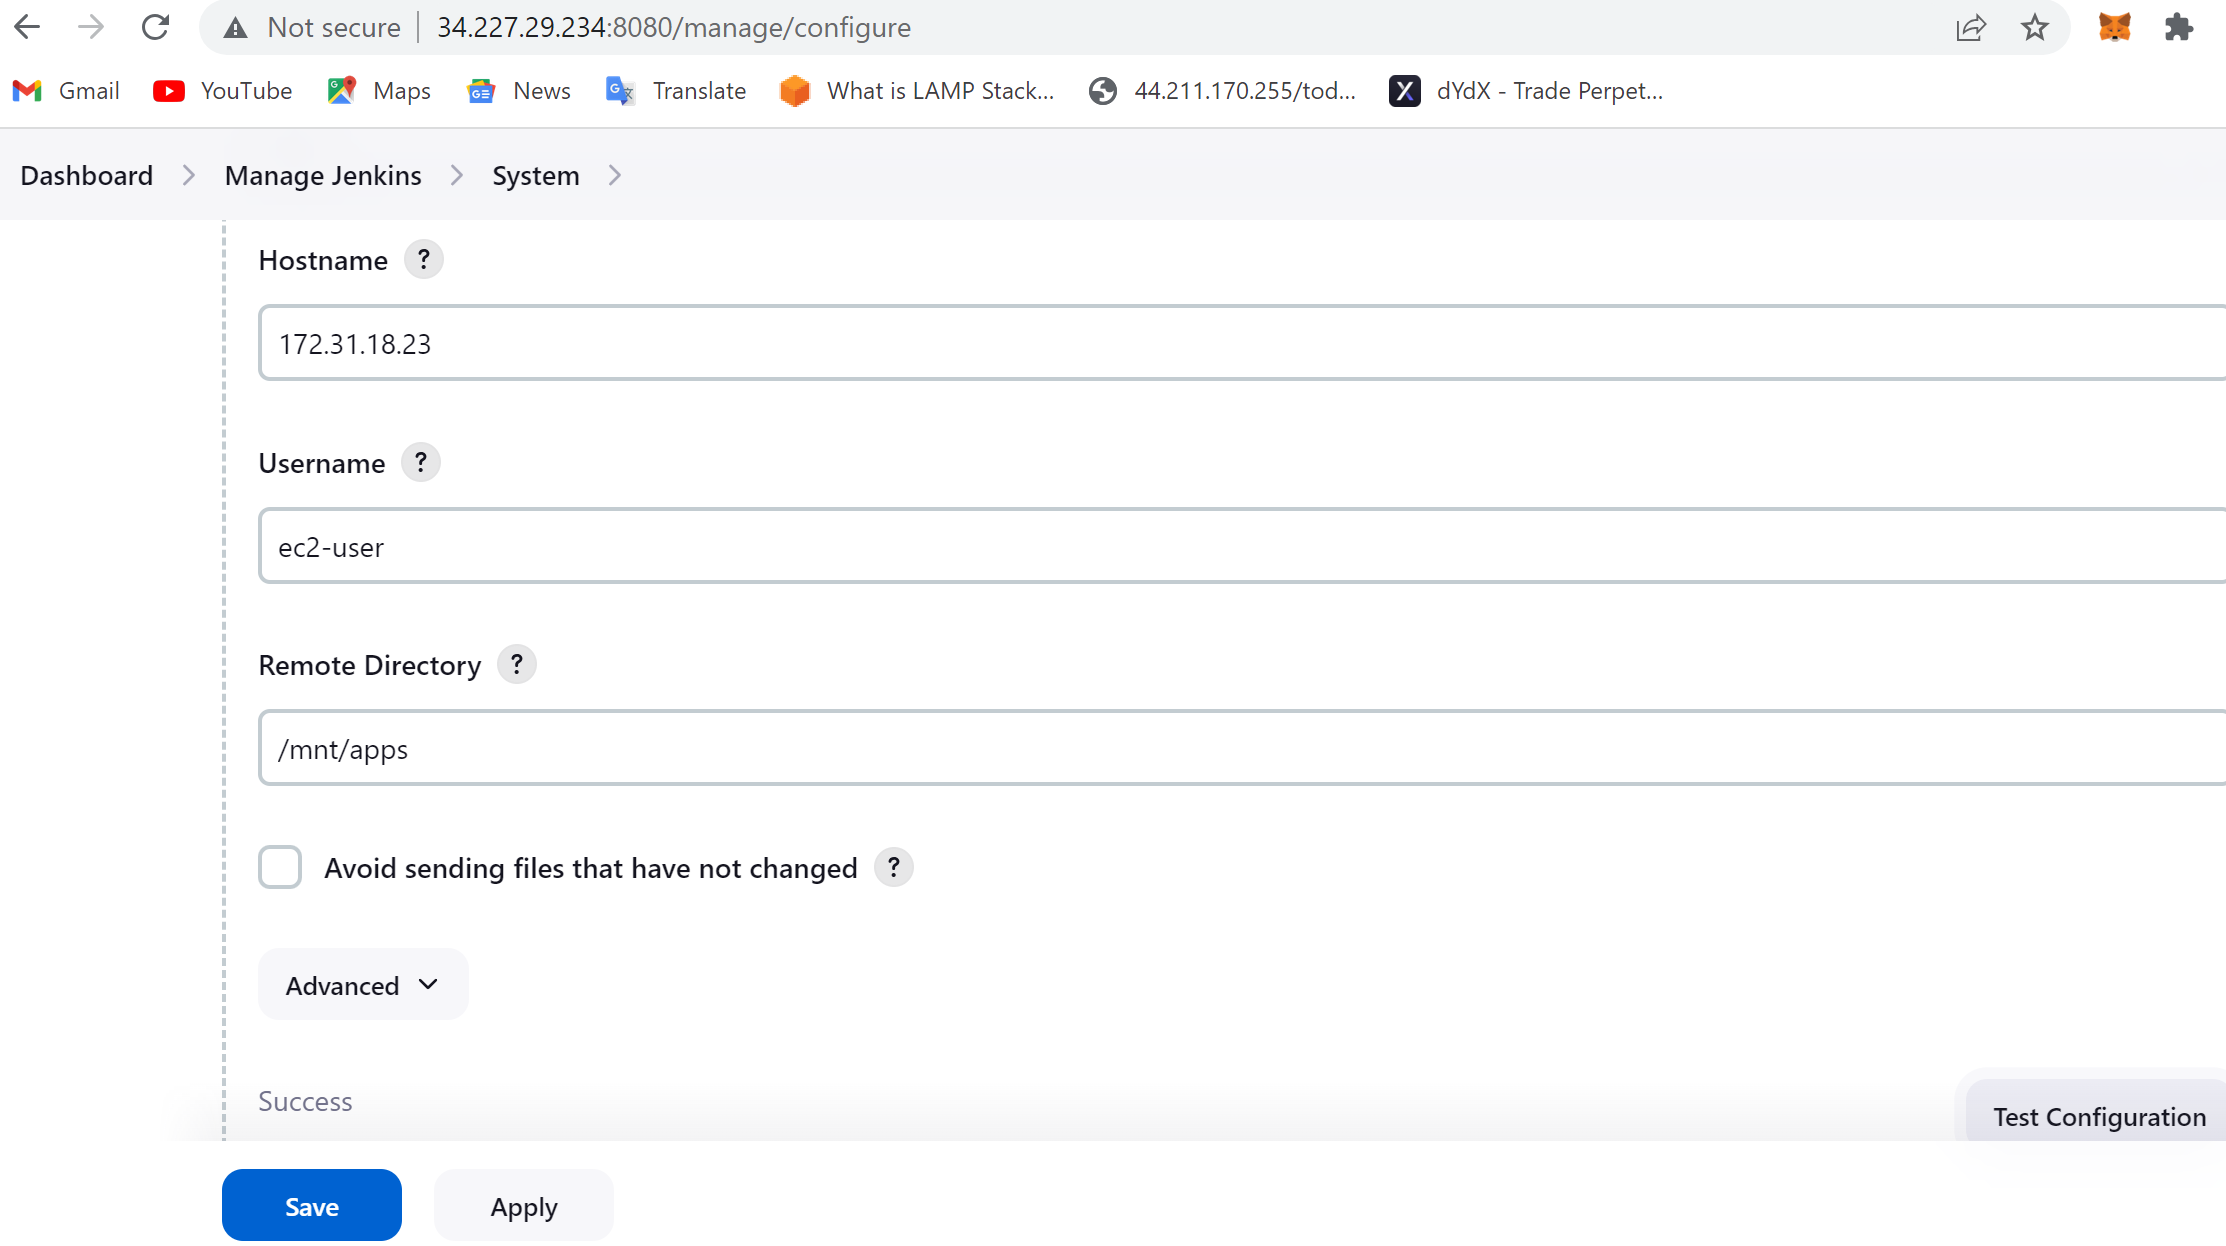 Not secure | 34.227.29.234:8080/manage/configure
Gmail YouTube Maps News Translate What is LAMP Stack... 44.211.170.255/tod... dYdX - Trade Perpet...
Dashboard > Manage Jenkins > System >
Hostname ?
172.31.18.23
Username ?
ec2-user
Remote Directory ?
/mnt/apps
Avoid sending files that have not changed ?
Advanced
Success
Test Configuration
Save Apply